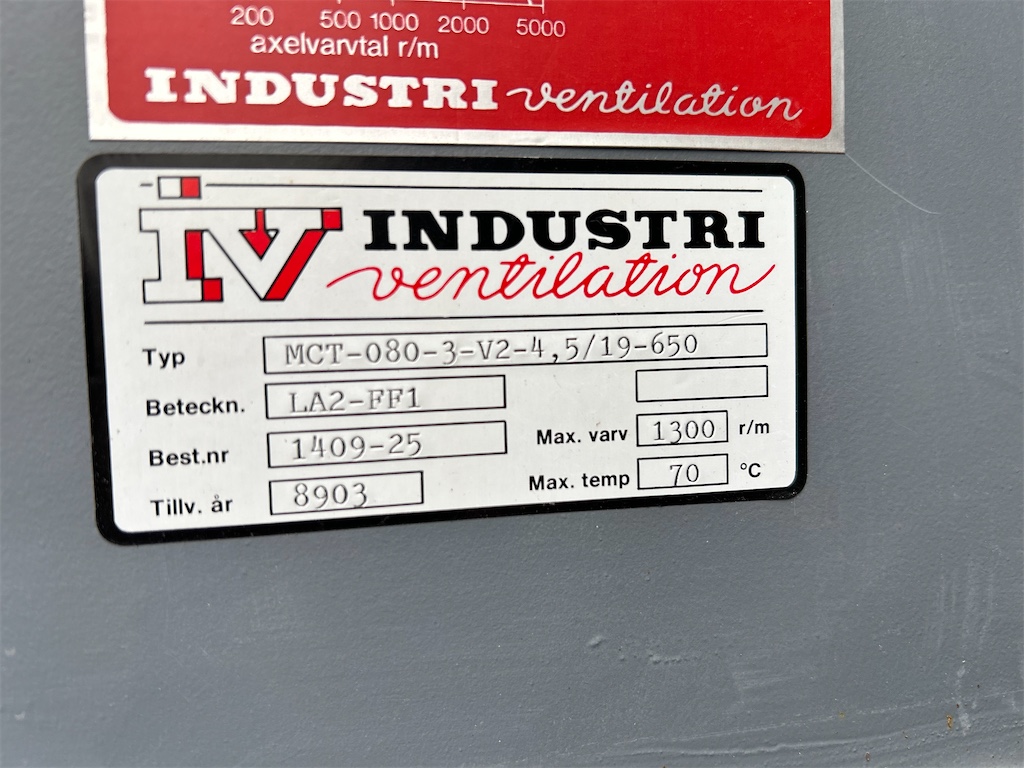 200 500 1000 2000 5000
axelvarvtal r/m
INDUSTRI ventilation
iV INDUSTRI
ventilation
Typ MCT-080-3-V2-4,5/19-650
Beteckn. LA2-FF1
Best.nr 1409-25 Max. varv 1300 r/m
Tillv. år 8903 Max. temp 70 °C